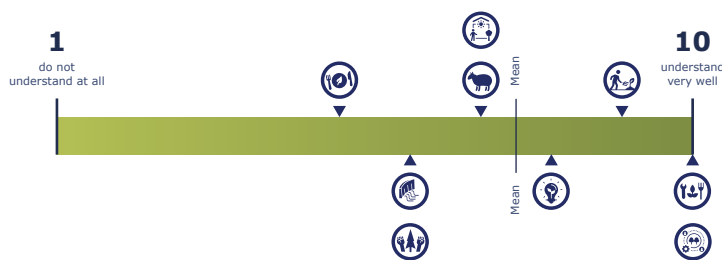 1
do not
understand at all
Mean
10
understand
very well
Mean